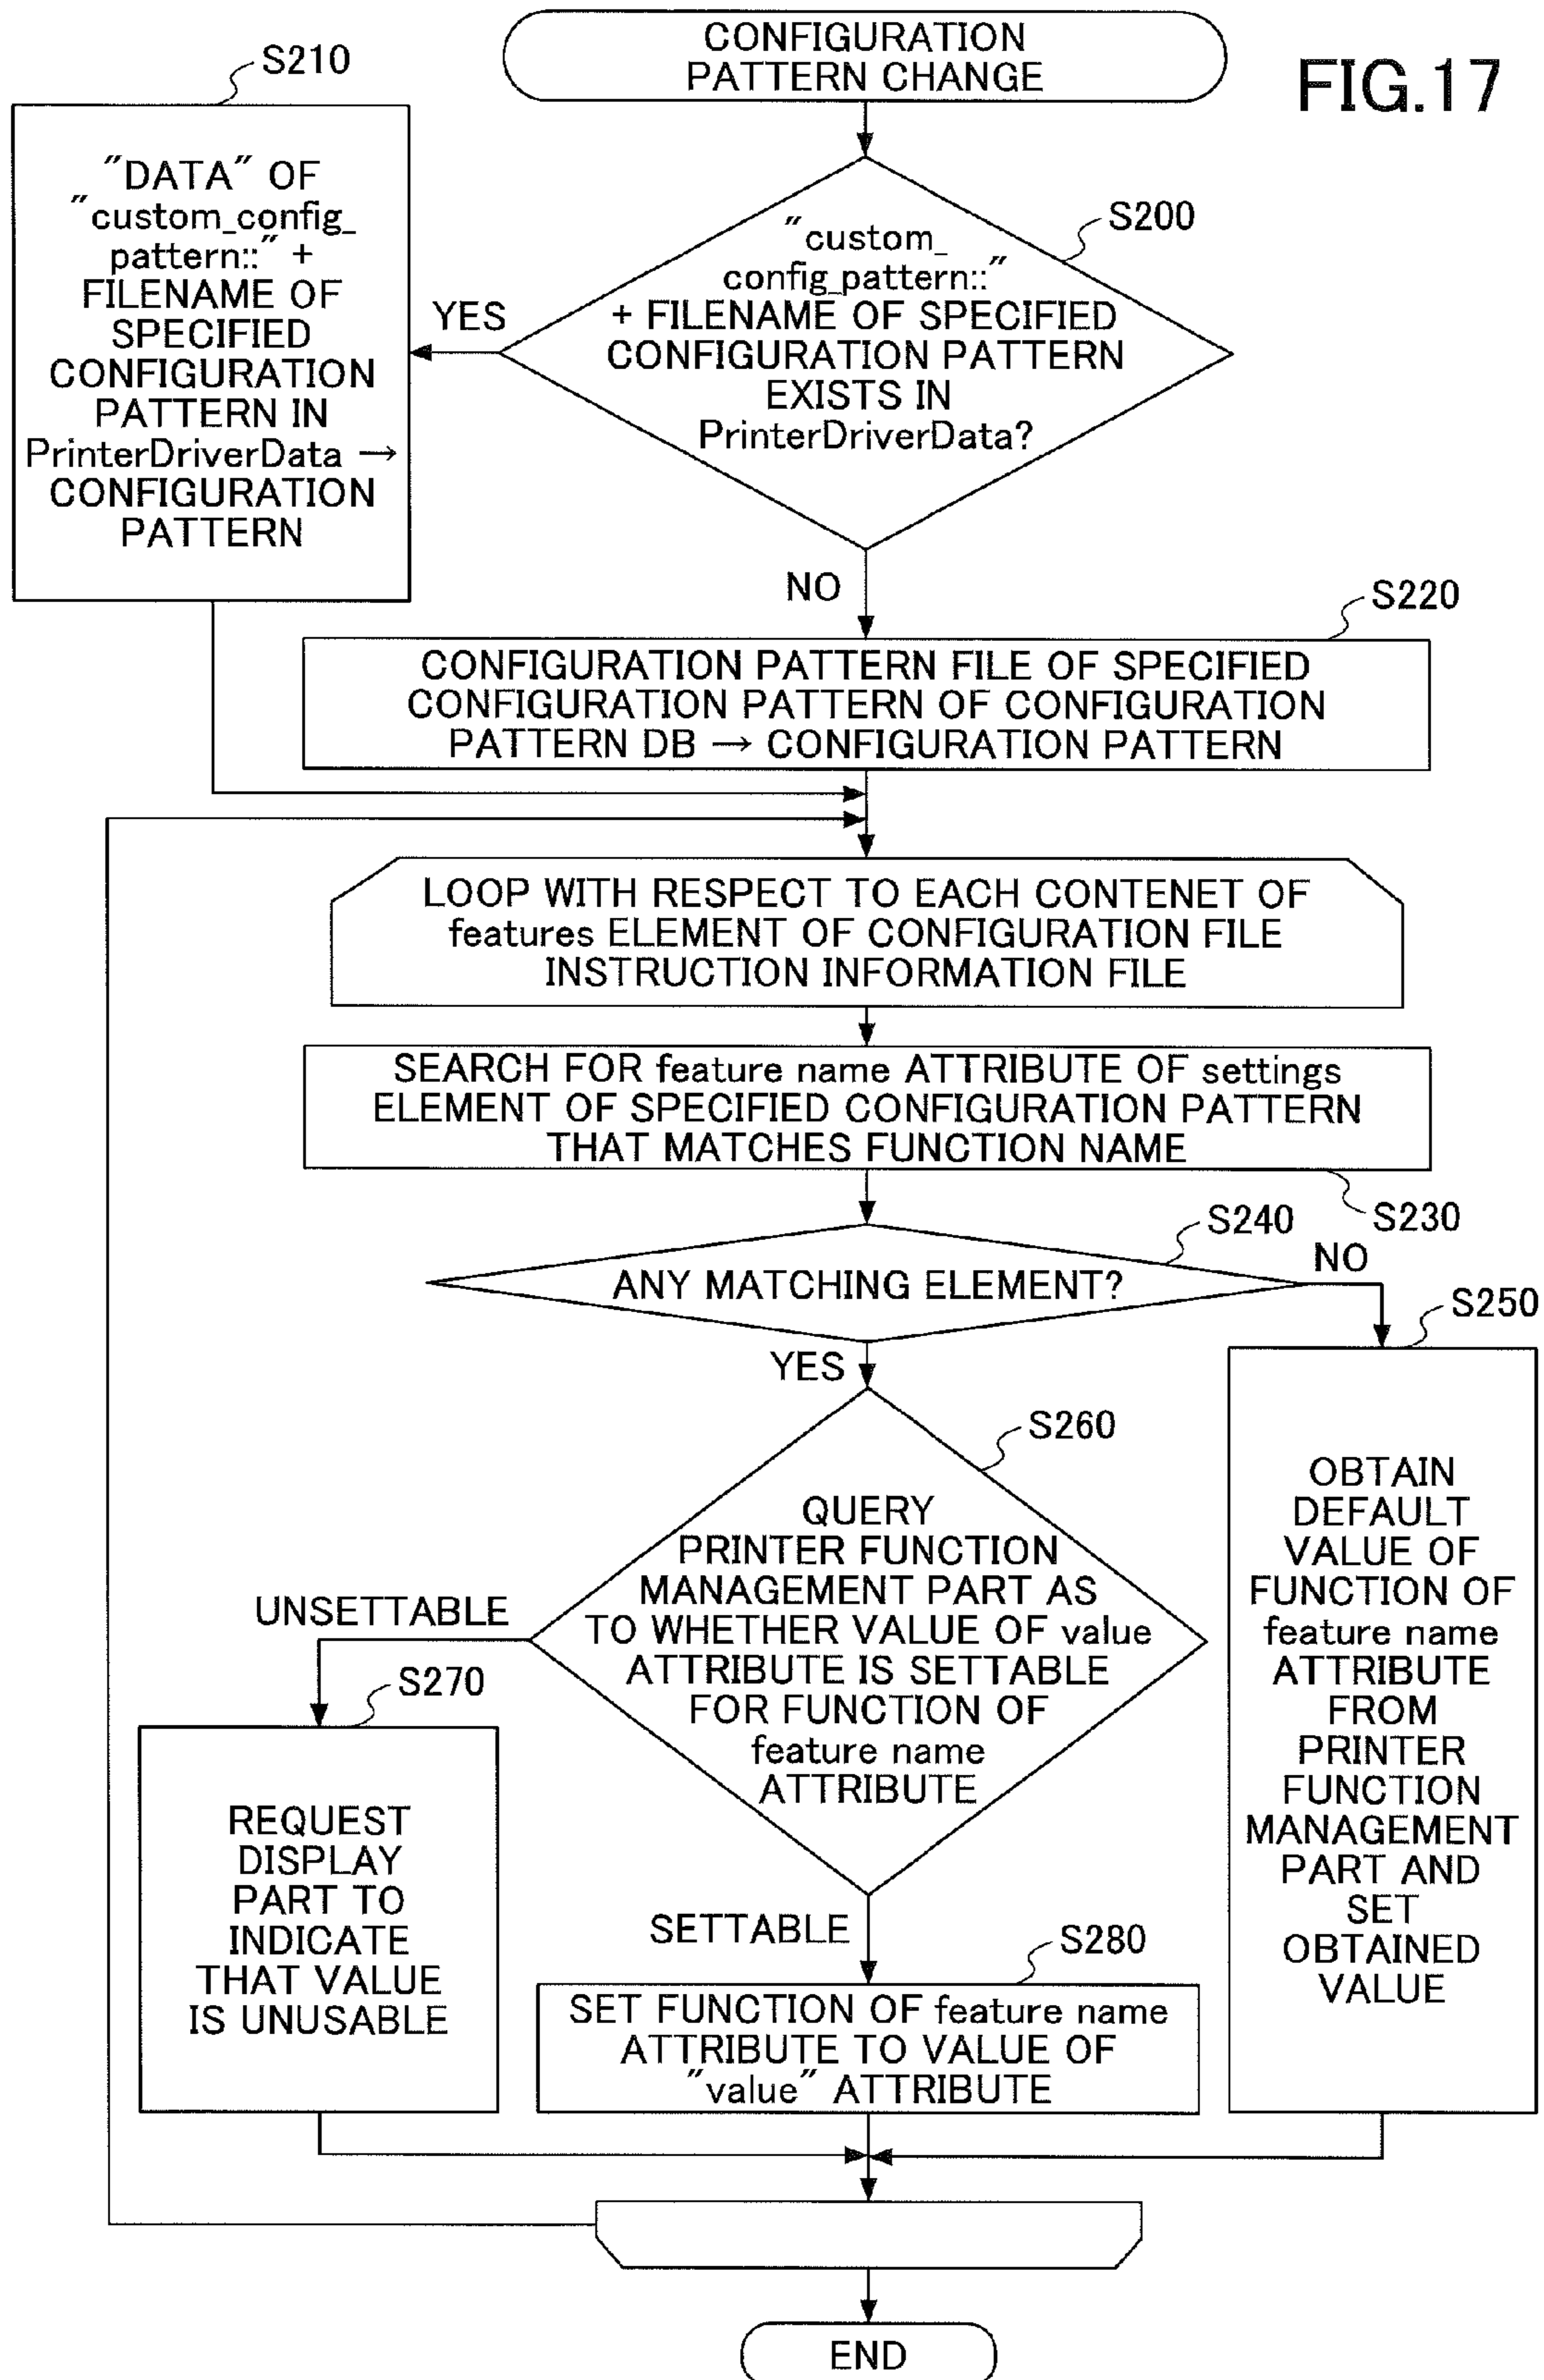 FIG.17
CONFIGURATION
PATTERN CHANGE
S210
"DATA" OF
"custom_config_
pattern::" +
FILENAME OF
SPECIFIED
CONFIGURATION
PATTERN IN
PrinterDriverData →
CONFIGURATION
PATTERN
S200
"custom_
config_pattern::"
+ FILENAME OF SPECIFIED
CONFIGURATION PATTERN
EXISTS IN
PrinterDriverData?
YES
NO
S220
CONFIGURATION PATTERN FILE OF SPECIFIED
CONFIGURATION PATTERN OF CONFIGURATION
PATTERN DB → CONFIGURATION PATTERN
LOOP WITH RESPECT TO EACH CONTENET OF
features ELEMENT OF CONFIGURATION FILE
INSTRUCTION INFORMATION FILE
SEARCH FOR feature name ATTRIBUTE OF settings
ELEMENT OF SPECIFIED CONFIGURATION PATTERN
THAT MATCHES FUNCTION NAME
S230
S240
ANY MATCHING ELEMENT?
NO
YES
S250
OBTAIN
DEFAULT
VALUE OF
FUNCTION OF
feature name
ATTRIBUTE
FROM
PRINTER
FUNCTION
MANAGEMENT
PART AND
SET
OBTAINED
VALUE
S260
QUERY
PRINTER FUNCTION
MANAGEMENT PART AS
TO WHETHER VALUE OF value
ATTRIBUTE IS SETTABLE
FOR FUNCTION OF
feature name
ATTRIBUTE
UNSETTABLE
S270
REQUEST
DISPLAY
PART TO
INDICATE
THAT VALUE
IS UNUSABLE
SETTABLE
S280
SET FUNCTION OF feature name
ATTRIBUTE TO VALUE OF
"value" ATTRIBUTE
END